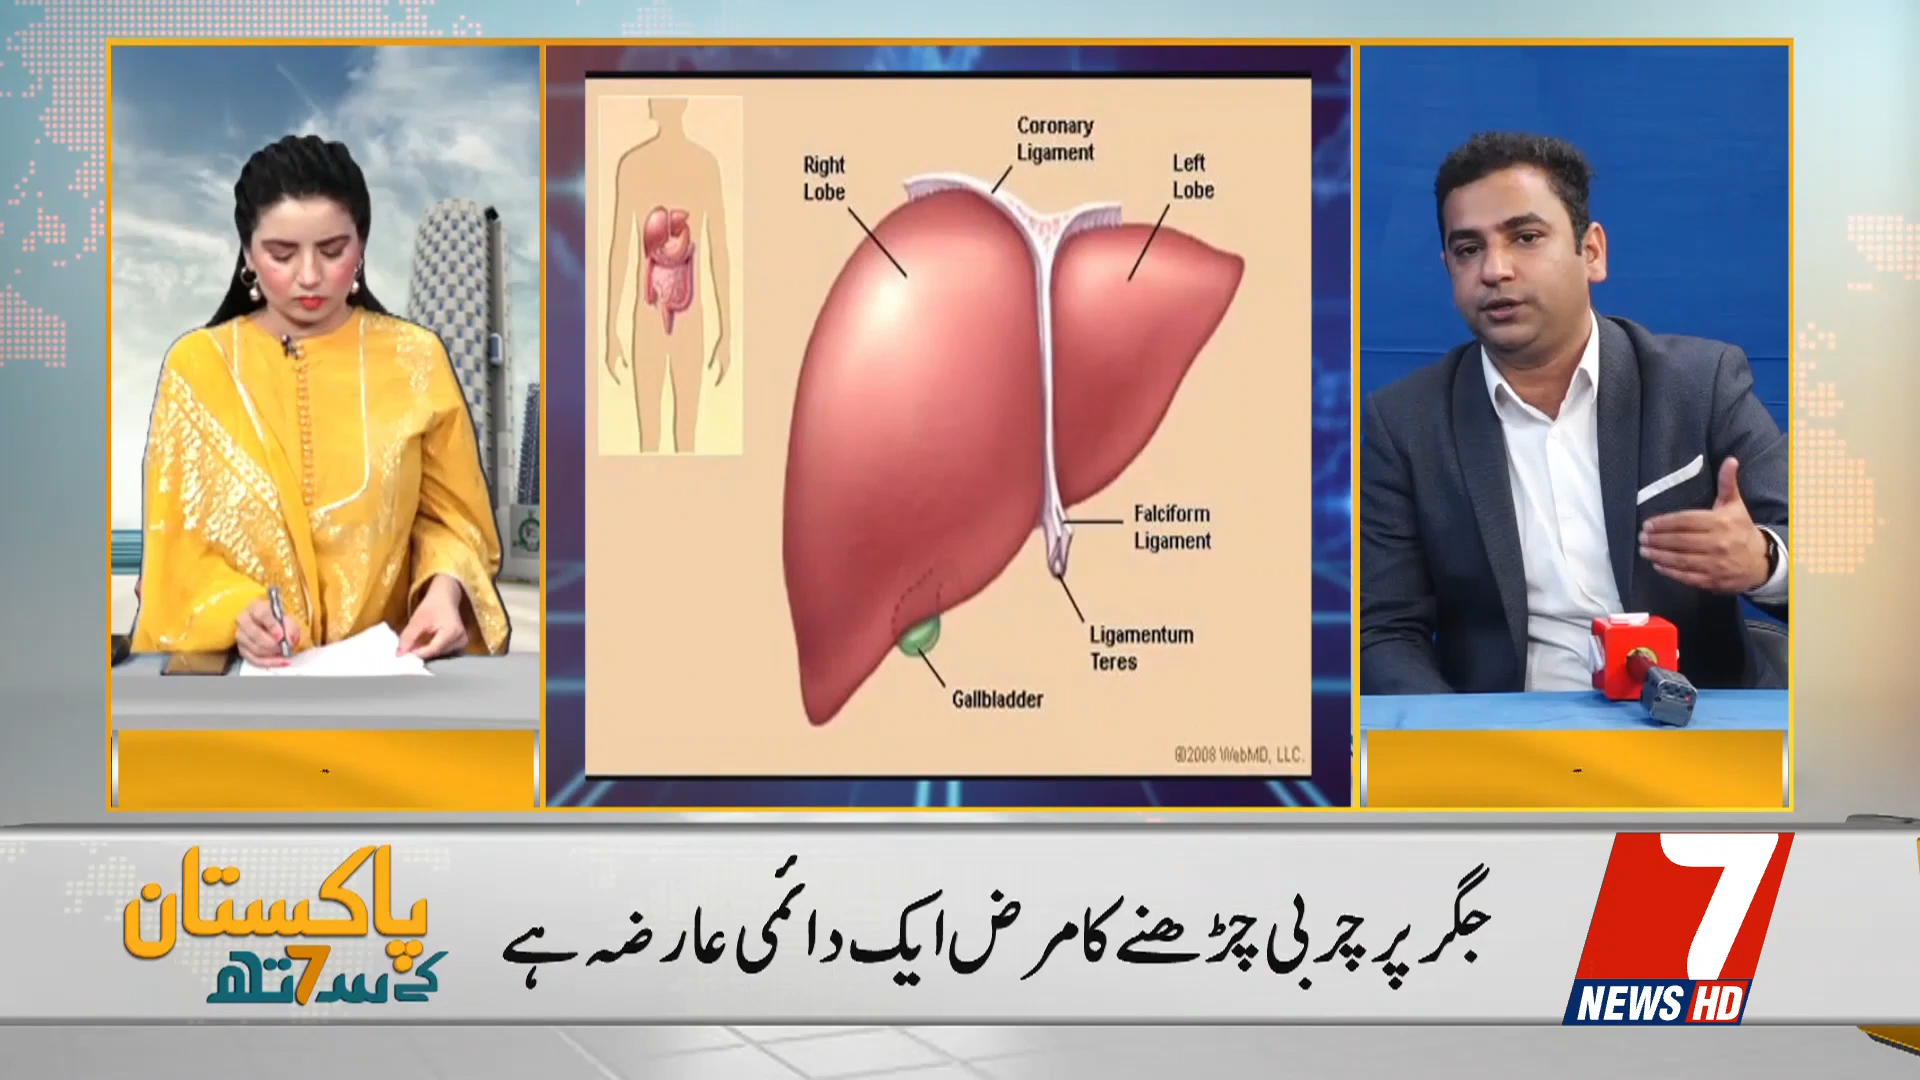 Coronary
Ligament
Right
Lobe
Left
Lobe
Falciform
Ligament
Ligamentum
Teres
Gallbladder
©2008 WebMD, LLC.
جگر پر چربی چڑھنے کا مرض ایک دائمی عارضہ ہے
پاکستان
کے ساتھ 7
7
NEWS HD